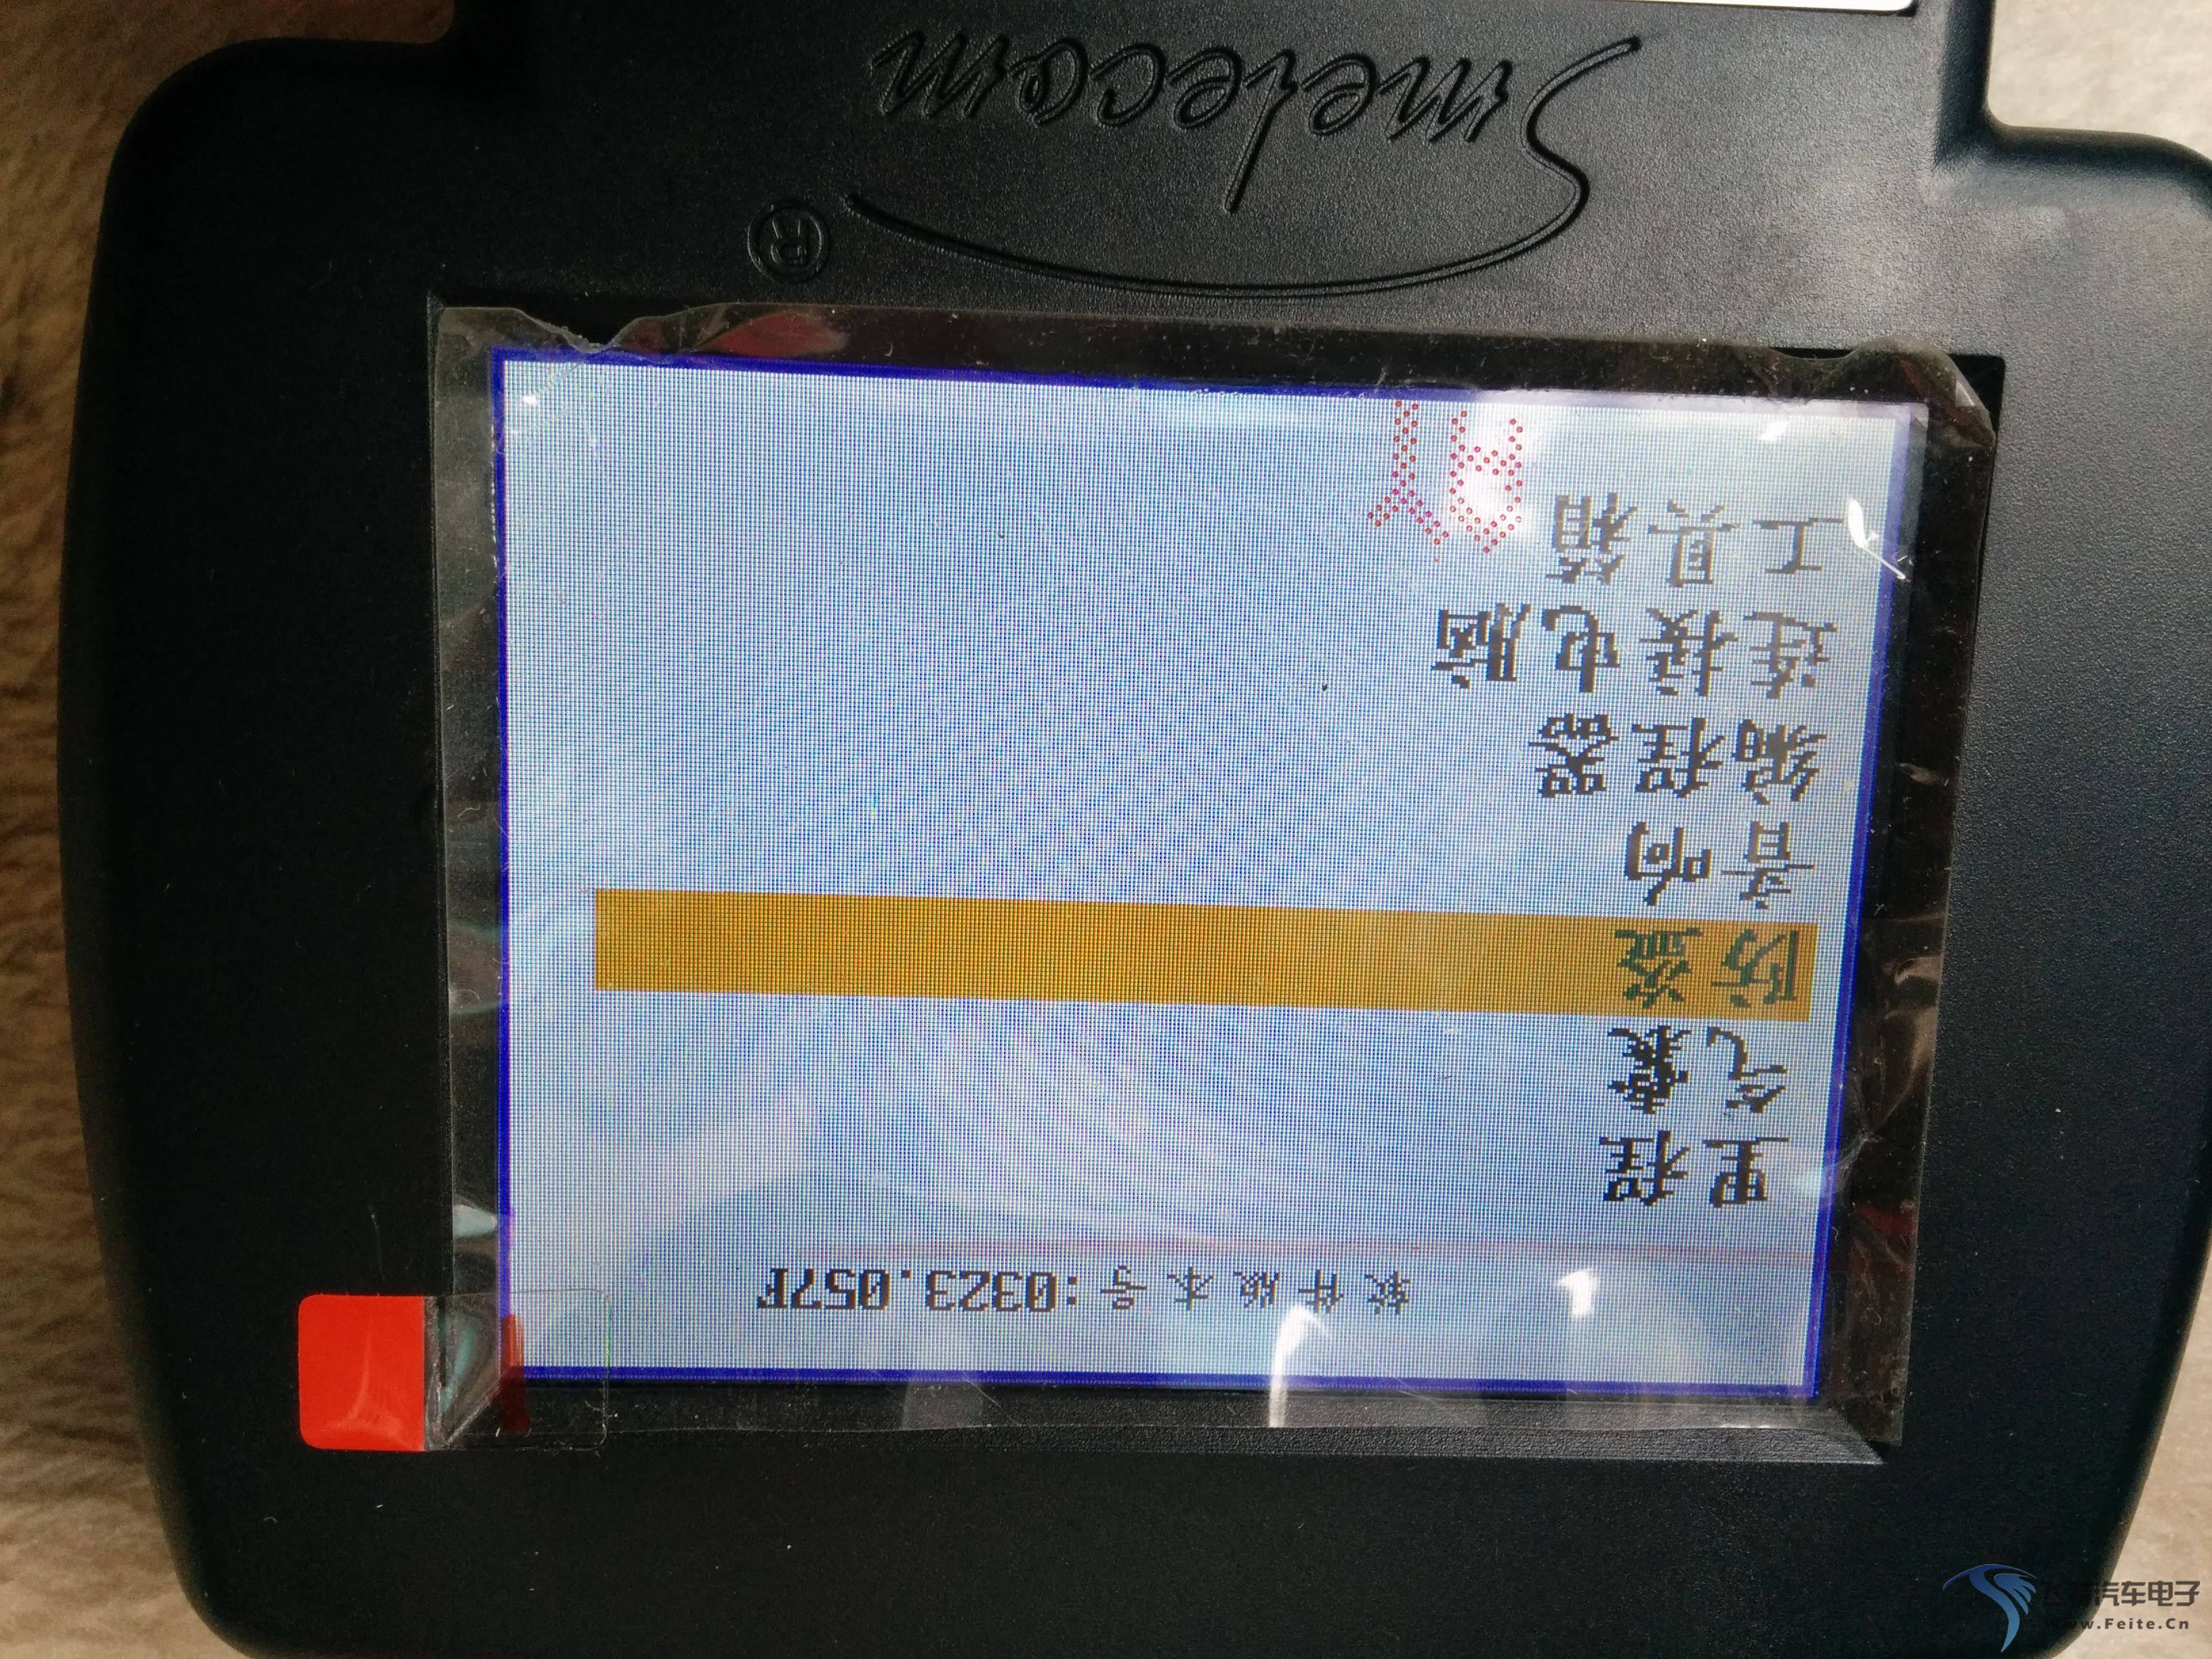 软件版本号:0323.057F
里程
气囊
防盗
音响
编程器
连接电脑
工具箱
®
Smelecom
汽车电子
www.Feite.Cn